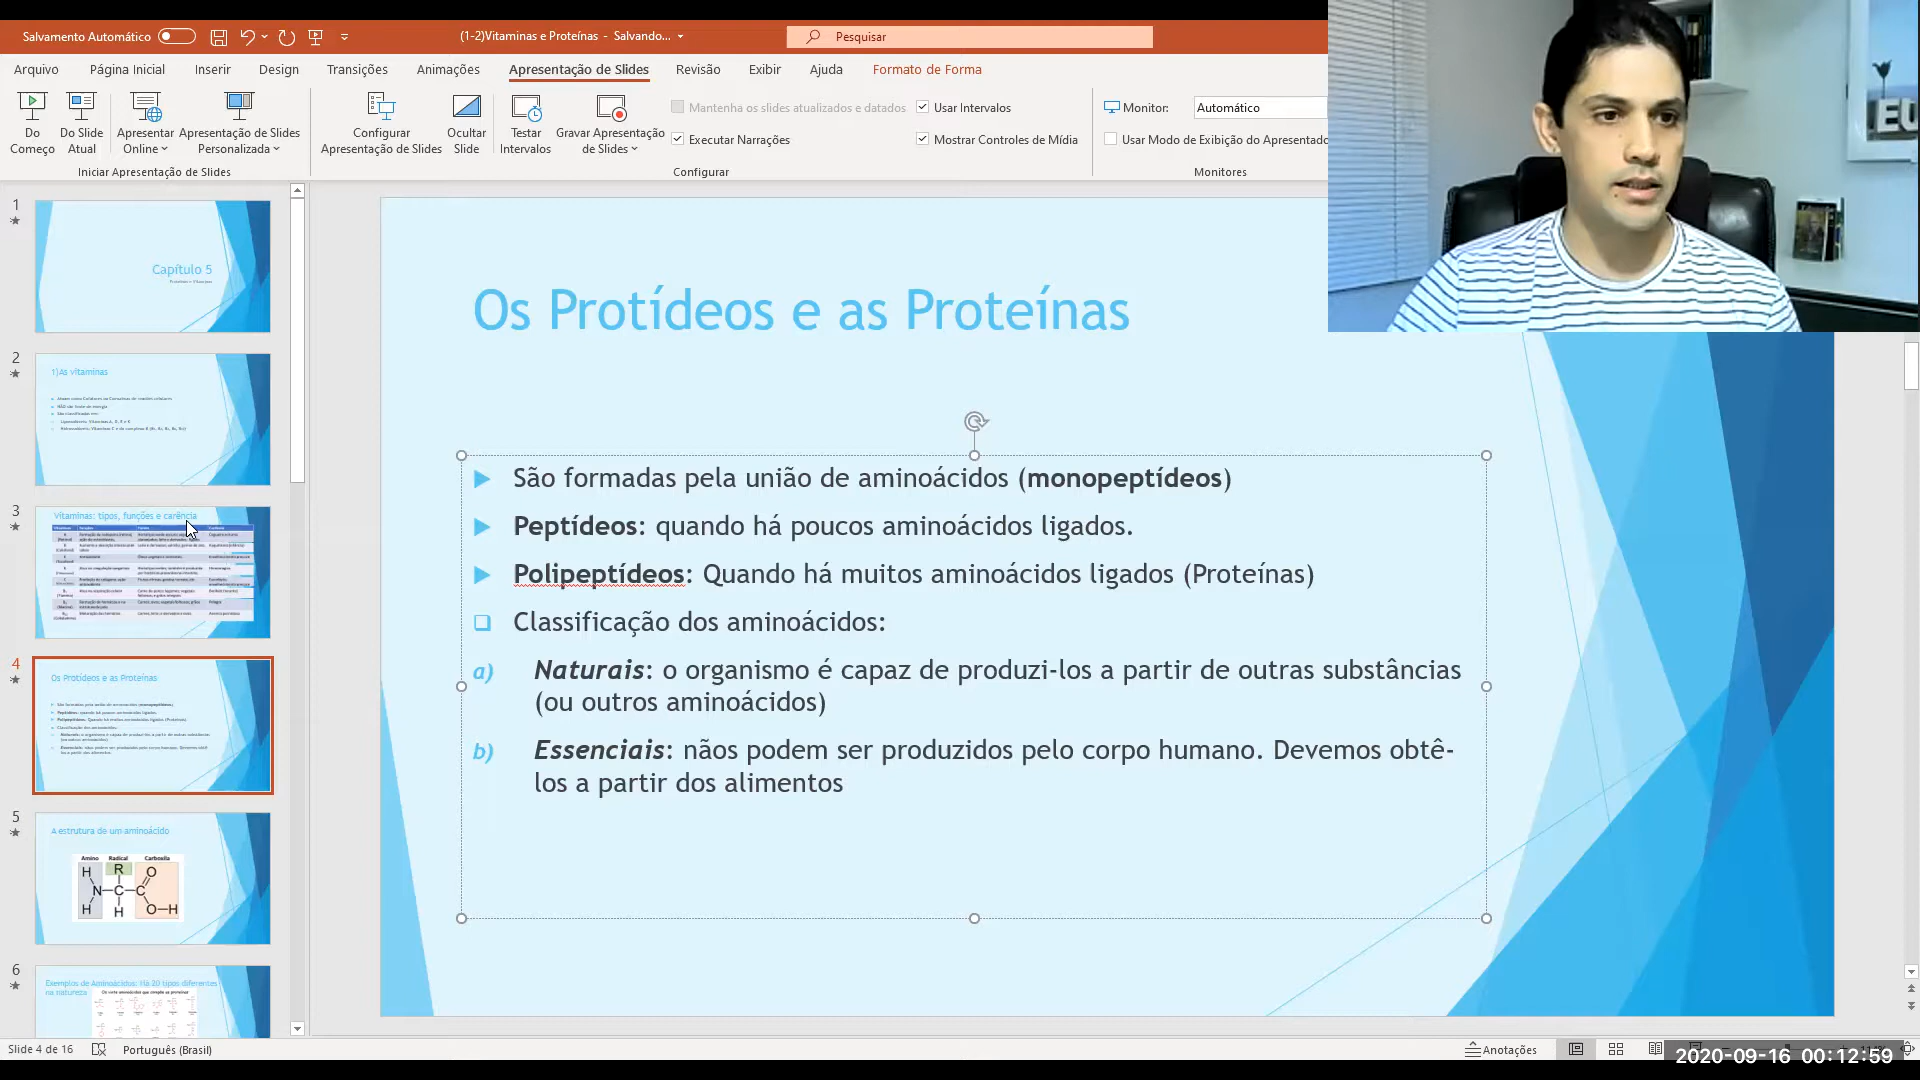 Salvamento Automático
(1-2)Vitaminas e Proteínas - Salvando...
Pesquisar
Arquivo
Página Inicial
Inserir
Design
Transições
Animações
Apresentação de Slides
Revisão
Exibir
Ajuda
Formato de Forma
Do Começo
Do Slide Atual
Apresentar Online
Apresentação de Slides Personalizada
Configurar Apresentação de Slides
Ocultar Slide
Testar Intervalos
Gravar Apresentação de Slides
Mantenha os slides atualizados e datados
Executar Narrações
Usar Intervalos
Mostrar Controles de Mídia
Monitor:
Automático
Usar Modo de Exibição do Apresentado
Iniciar Apresentação de Slides
Configurar
Monitores
EU
1
Capítulo 5
2
1)As vitaminas
3
Vitaminas: tipos, funções e carência
4
Os Protídeos e as Proteínas
5
A estrutura de um aminoácido
Amino Radical Carboxila
H R O
N C C
H H O H
6
Exemplos de Aminoácidos: Há 20 tipos diferentes
na natureza
Os Protídeos e as Proteínas
São formadas pela união de aminoácidos (monopeptídeos)
Peptídeos: quando há poucos aminoácidos ligados.
Polipeptídeos: Quando há muitos aminoácidos ligados (Proteínas)
Classificação dos aminoácidos:
a) Naturais: o organismo é capaz de produzi-los a partir de outras substâncias
(ou outros aminoácidos)
b) Essenciais: nãos podem ser produzidos pelo corpo humano. Devemos obtê-
los a partir dos alimentos
Slide 4 de 16
Português (Brasil)
Anotações
2020-09-16 00:12:59